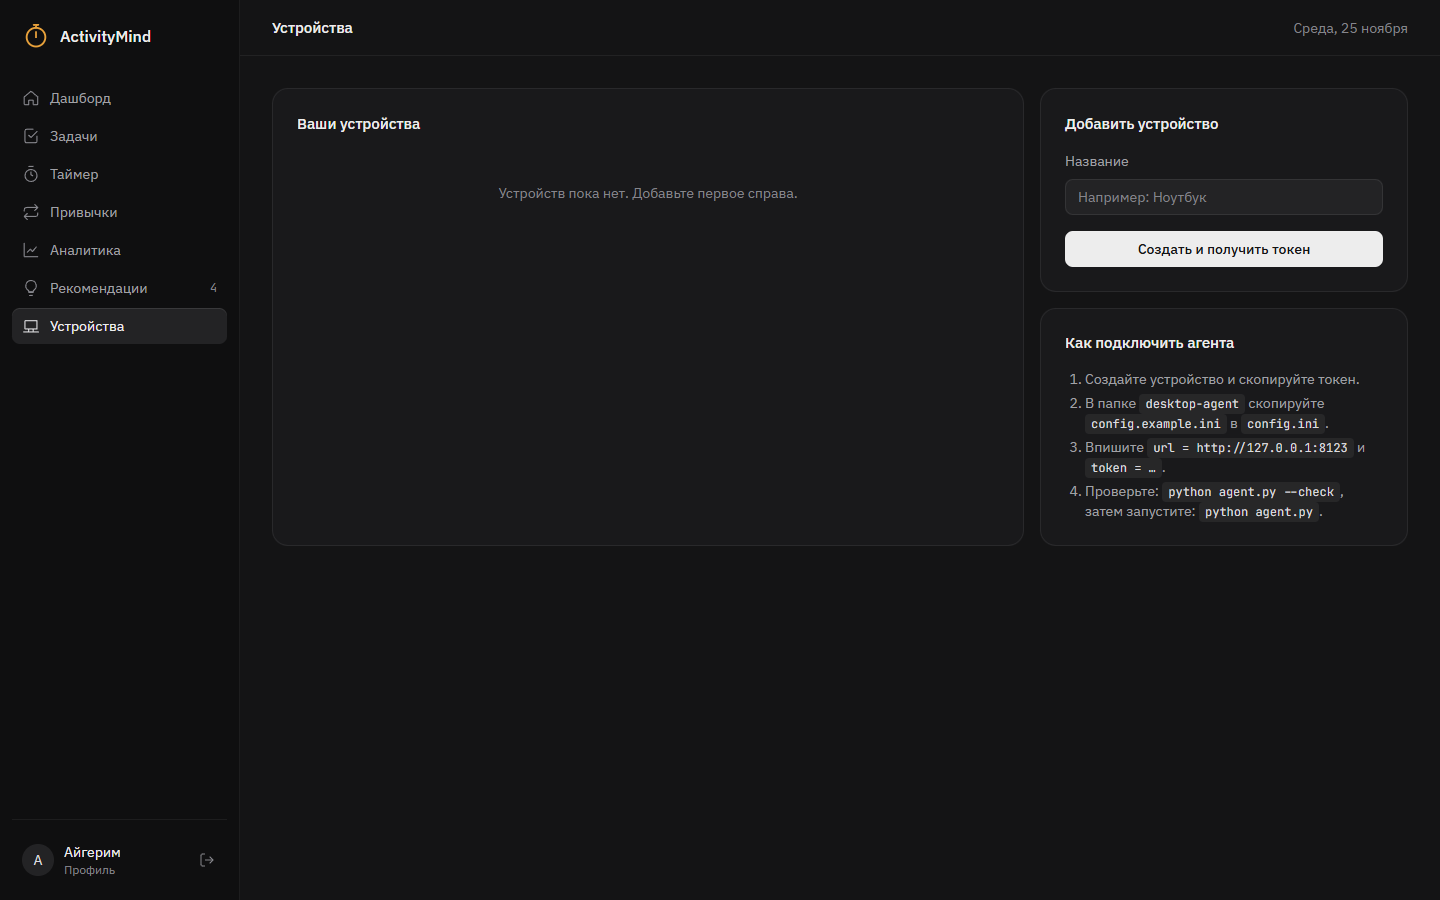 ActivityMind
Дашборд
Задачи
Таймер
Привычки
Аналитика
Рекомендации 4
Устройства
А
Айгерим
Профиль
Устройства
Среда, 25 ноября
Ваши устройства
Устройств пока нет. Добавьте первое справа.
Добавить устройство
Название
Например: Ноутбук
Создать и получить токен
Как подключить агента
1. Создайте устройство и скопируйте токен.
2. В папке desktop-agent скопируйте
config.example.ini в config.ini.
3. Впишите url = http://127.0.0.1:8123 и
token = ….
4. Проверьте: python agent.py --check,
затем запустите: python agent.py.